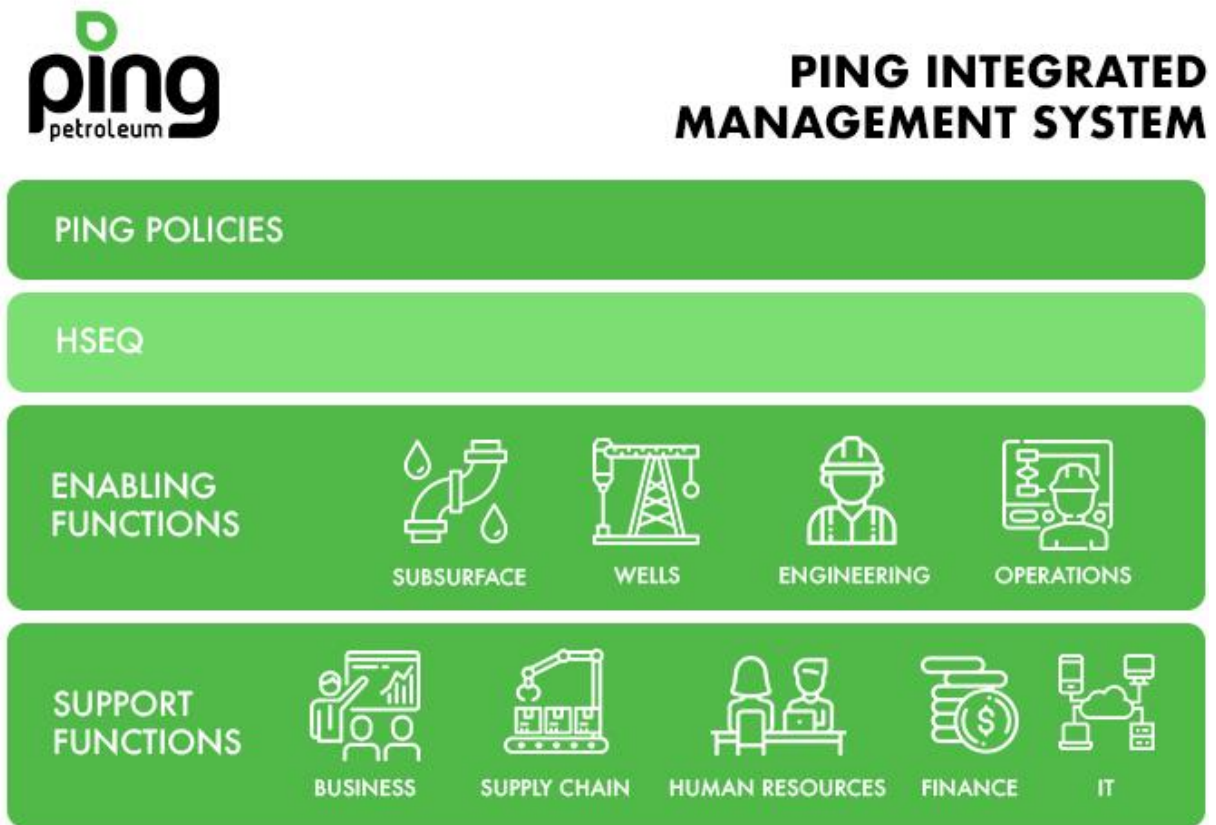 ping
petroleum
PING INTEGRATED
MANAGEMENT SYSTEM
PING POLICIES
HSEQ
ENABLING
FUNCTIONS
SUBSURFACE
WELLS
ENGINEERING
OPERATIONS
SUPPORT
FUNCTIONS
$
BUSINESS
SUPPLY CHAIN
HUMAN RESOURCES
FINANCE
IT